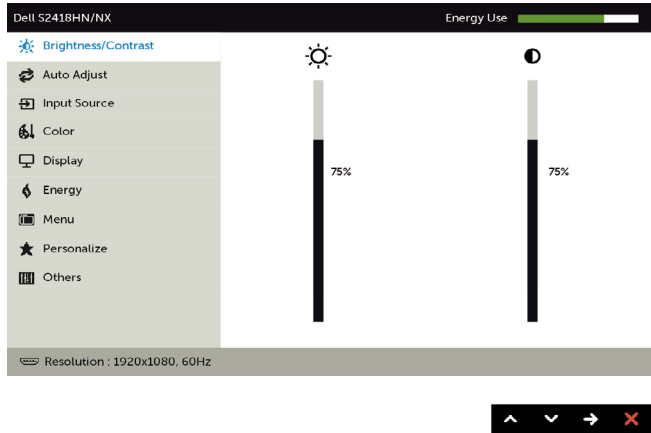 Dell S2418HN/NX
Energy Use
Brightness/Contrast
Auto Adjust
Input Source
Color
Display
Energy
Menu
Personalize
Others
75%
75%
Resolution : 1920x1080, 60Hz